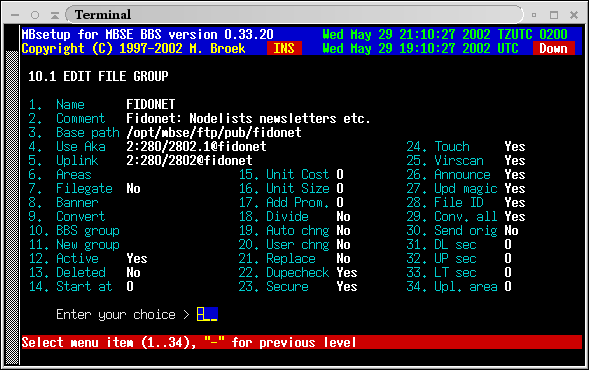 Terminal
MBsetup for MBSE BBS version 0.33.20 Wed May 29 21:10:27 2002 TZUTC 0200
Copyright (C) 1997-2002 M. Broek INS Wed May 29 19:10:27 2002 UTC Down
10.1 EDIT FILE GROUP
1. Name FIDONET
2. Comment Fidonet: Nodelists newsletters etc.
3. Base path /opt/mbse/ftp/pub/fidonet
4. Use Aka 2:280/2802.1@fidonet 24. Touch Yes
5. Uplink 2:280/2802@fidonet 25. Virscan Yes
6. Areas 15. Unit Cost 0 26. Announce Yes
7. Filegate No 16. Unit Size 0 27. Upd magic Yes
8. Banner 17. Add Prom. 0 28. File ID Yes
9. Convert 18. Divide No 29. Conv. all Yes
10. BBS group 19. Auto chng No 30. Send orig No
11. New group 20. User chng No 31. DL sec 0
12. Active Yes 21. Replace No 32. UP sec 0
13. Deleted No 22. Dupecheck Yes 33. LT sec 0
14. Start at 0 23. Secure Yes 34. Upl. area 0
Enter your choice > -__
Select menu item (1..34), "-" for previous level